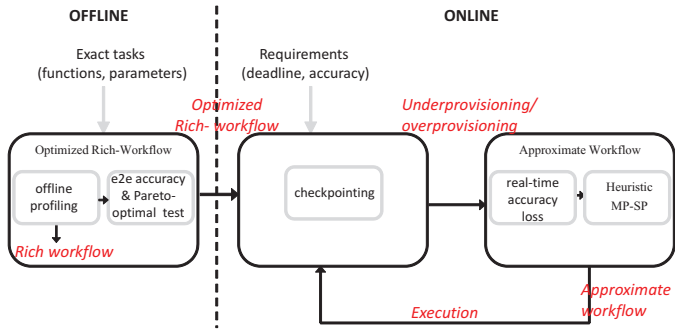 OFFLINE
ONLINE
Exact tasks
(functions, parameters)
Requirements
(deadline, accuracy)
Optimized
Rich- workflow
Underprovisioning/
overprovisioning
Optimized Rich-Workflow
offline
profiling
e2e accuracy
& Pareto-
optimal test
Rich workflow
checkpointing
Approximate Workflow
real-time
accuracy
loss
Heuristic
MP-SP
Execution
Approximate
workflow